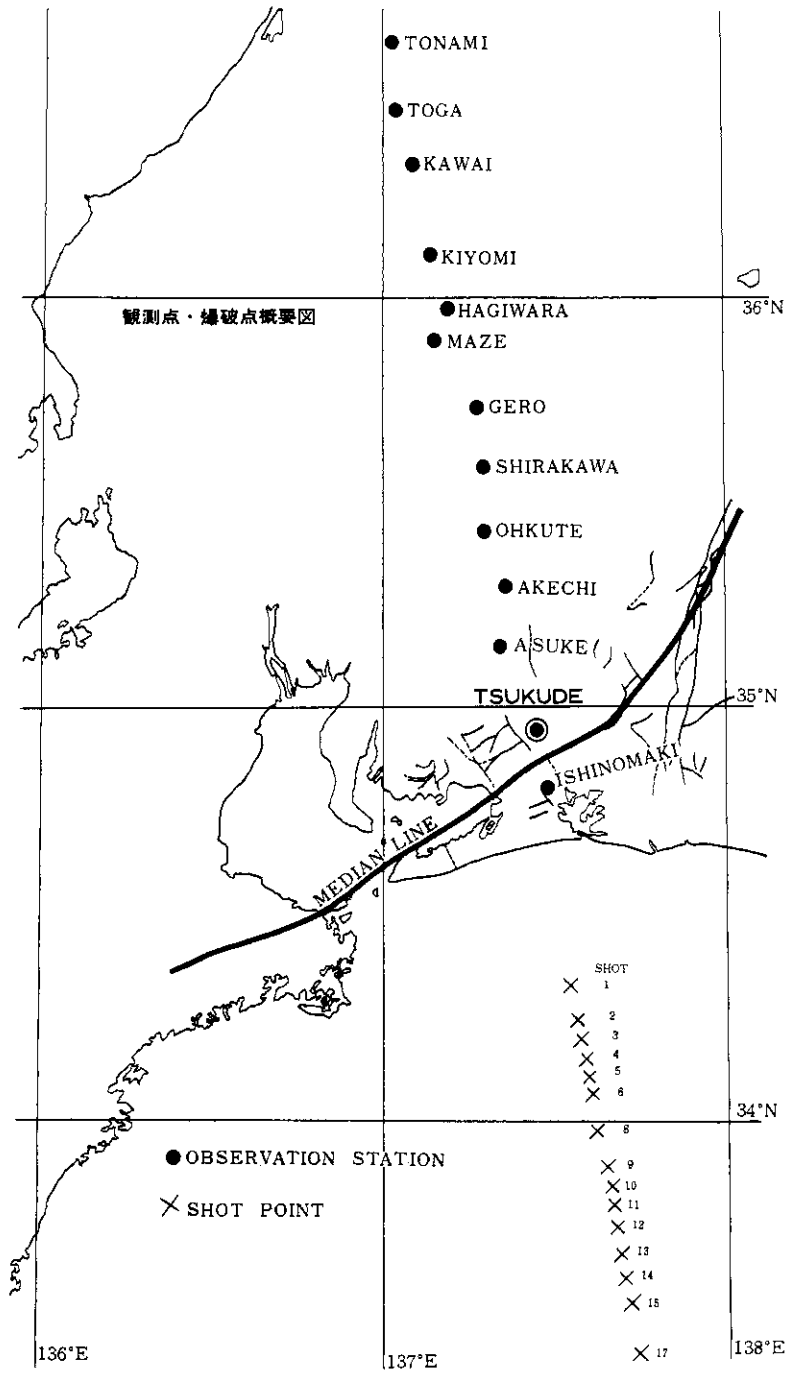 TONAMI
TOGA
KAWAI
KIYOMI
36°N
観測点・爆破点概要図
HAGIWARA
MAZE
GERO
SHIRAKAWA
OHKUTE
AKECHI
ASUKE
TSUKUDE
35°N
ISHINOMAKI
MEDIAN LINE
SHOT
1
2
3
4
5
6
34°N
8
OBSERVATION STATION
9
10
SHOT POINT
11
12
13
14
15
17
136°E
137°E
138°E